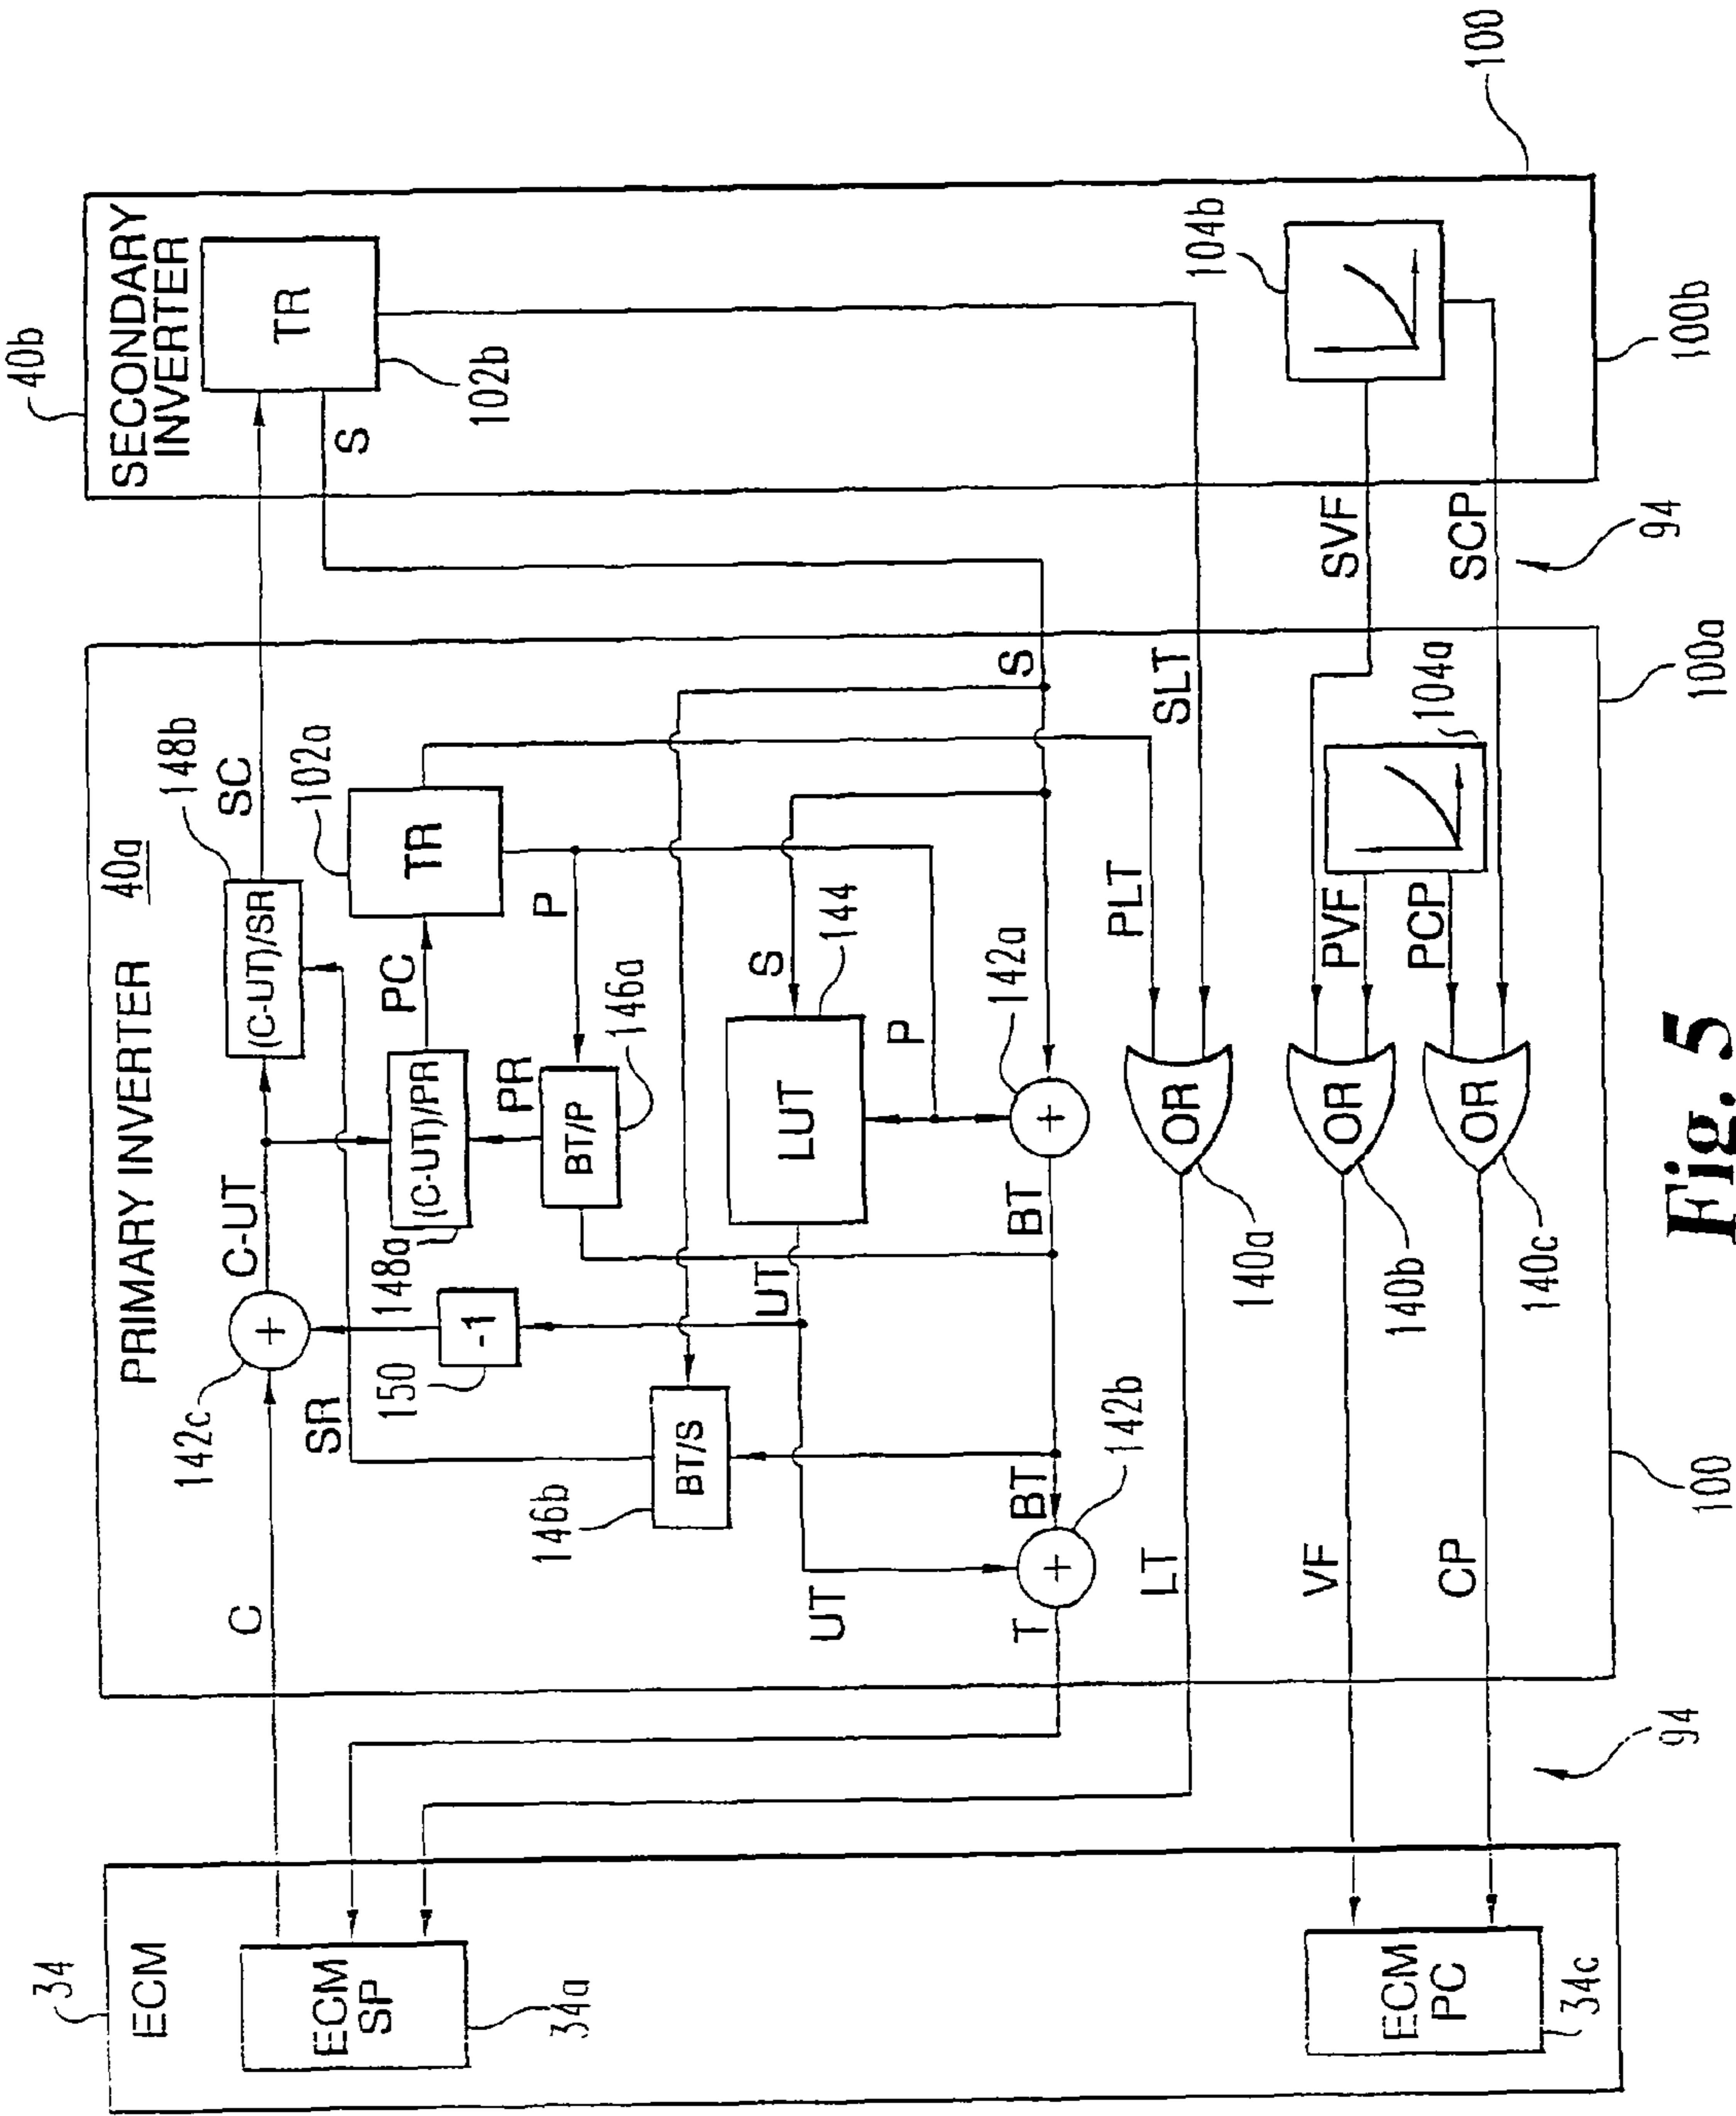 34
ECM
ECM
SP
34a
ECM
PC
34c
94
C
T
LT
VF
CP
PRIMARY INVERTER 40a
142c
C-UT
(C-UT)/SR
148b
SC
SR
150
-1
148a
(C-UT)/PR
PC
TR
102a
PR
BT/P
146a
P
146b
BT/S
UT
UT
LUT
144
S
P
S
BT
142b
+
+
+
BT
142a
PLT
SLT
OR
140a
PVF
OR
140b
PCP
OR
140c
104a
100
100a
40b
SECONDARY
INVERTER
TR
102b
S
SVF
SCP
94
104b
100b
100
Fig. 5